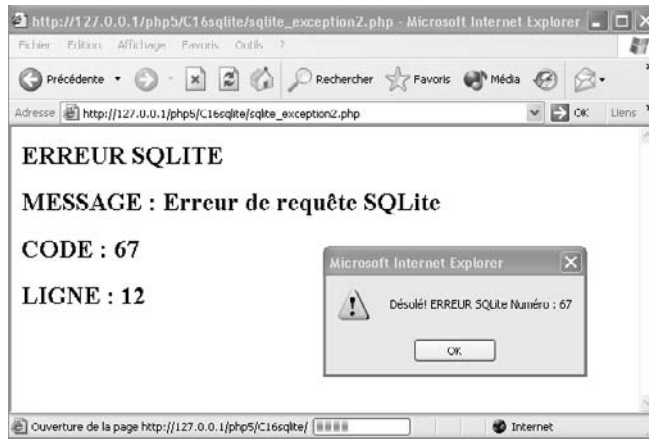 http://127.0.0.1/php5/C16sqlite/sqlite_exception2.php - Microsoft Internet Explorer
Fichier Edition Affichage Favoris Outils ?
Précédente Rechercher Favoris Média
Adresse http://127.0.0.1/php5/C16sqlite/sqlite_exception2.php OK Liens
ERREUR SQLITE
MESSAGE : Erreur de requête SQLite
CODE : 67
LIGNE : 12
Microsoft Internet Explorer
Désolé! ERREUR SQLite Numéro : 67
OK
Ouverture de la page http://127.0.0.1/php5/C16sqlite/ Internet